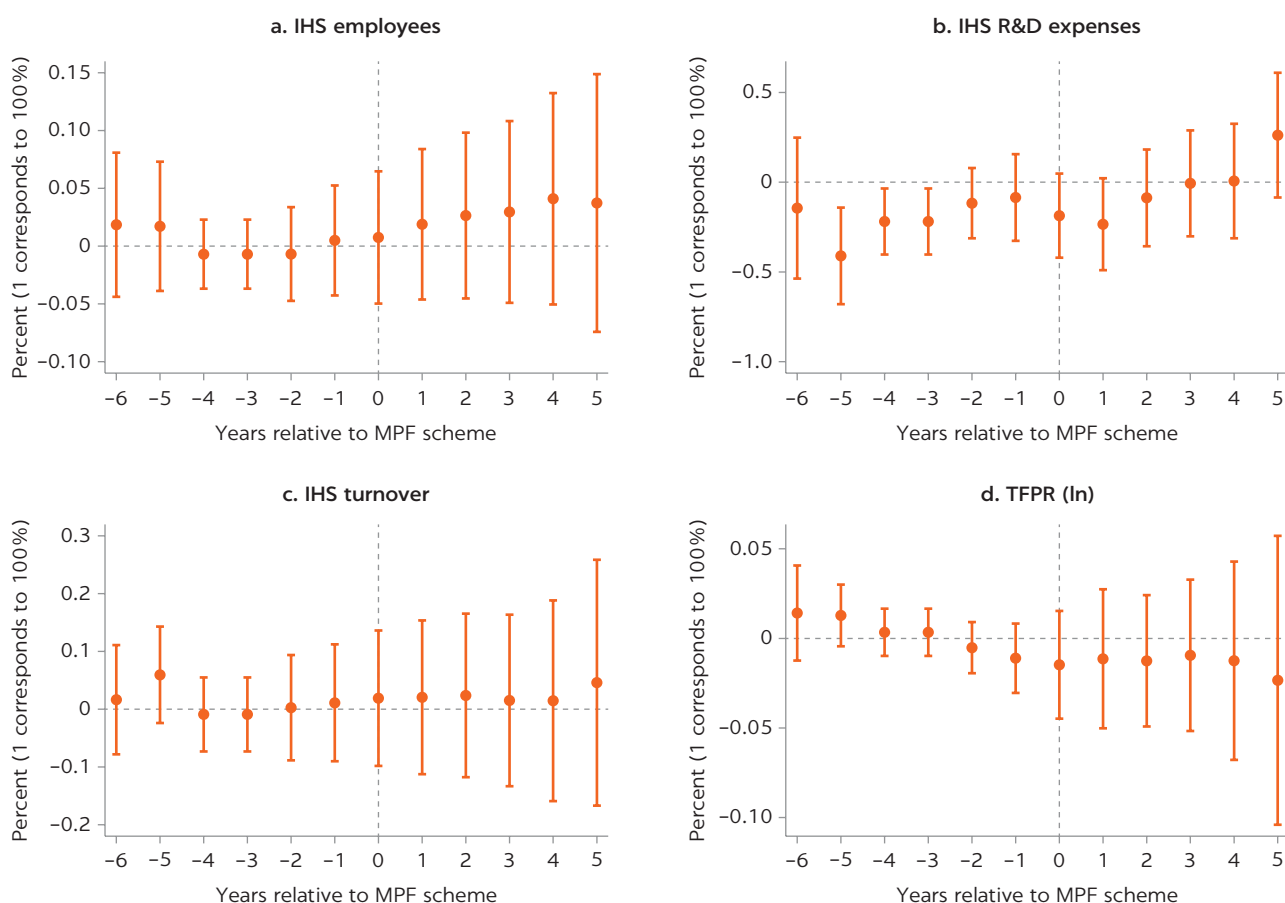 a. IHS employees
Percent (1 corresponds to 100%)
0.15
0.10
0.05
0
−0.05
−0.10
−6 −5 −4 −3 −2 −1 0 1 2 3 4 5
Years relative to MPF scheme
b. IHS R&D expenses
Percent (1 corresponds to 100%)
0.5
0
−0.5
−1.0
−6 −5 −4 −3 −2 −1 0 1 2 3 4 5
Years relative to MPF scheme
c. IHS turnover
Percent (1 corresponds to 100%)
0.3
0.2
0.1
0
−0.1
−0.2
−6 −5 −4 −3 −2 −1 0 1 2 3 4 5
Years relative to MPF scheme
d. TFPR (ln)
Percent (1 corresponds to 100%)
0.05
0
−0.05
−0.10
−6 −5 −4 −3 −2 −1 0 1 2 3 4 5
Years relative to MPF scheme